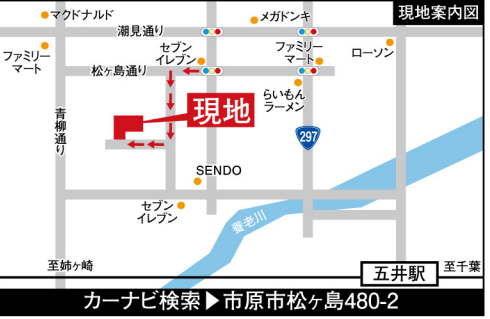 現地案内図
マクドナルド
メガドンキ
潮見通り
ファミリー
マート
セブン
イレブン
ファミリー
マート
ローソン
松ヶ島通り
らいもん
ラーメン
青柳通り
現地
297
SENDO
セブン
イレブン
養老川
至姉ヶ崎
五井駅
至千葉
カーナビ検索▶市原市松ヶ島480-2